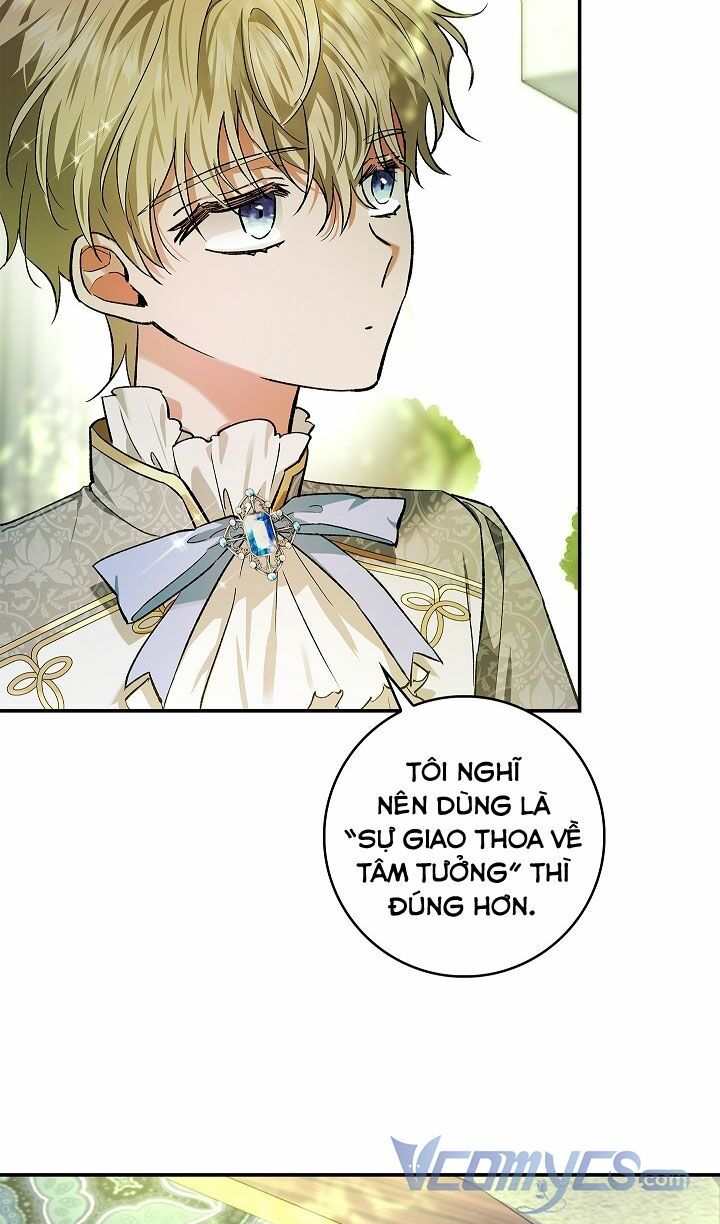 TÔI NGHĨ
NÊN DÙNG LÀ
“SỰ GIAO THOA VỀ
TÂM TƯỞNG” THÌ
ĐÚNG HƠN.
VCOMYCS.com